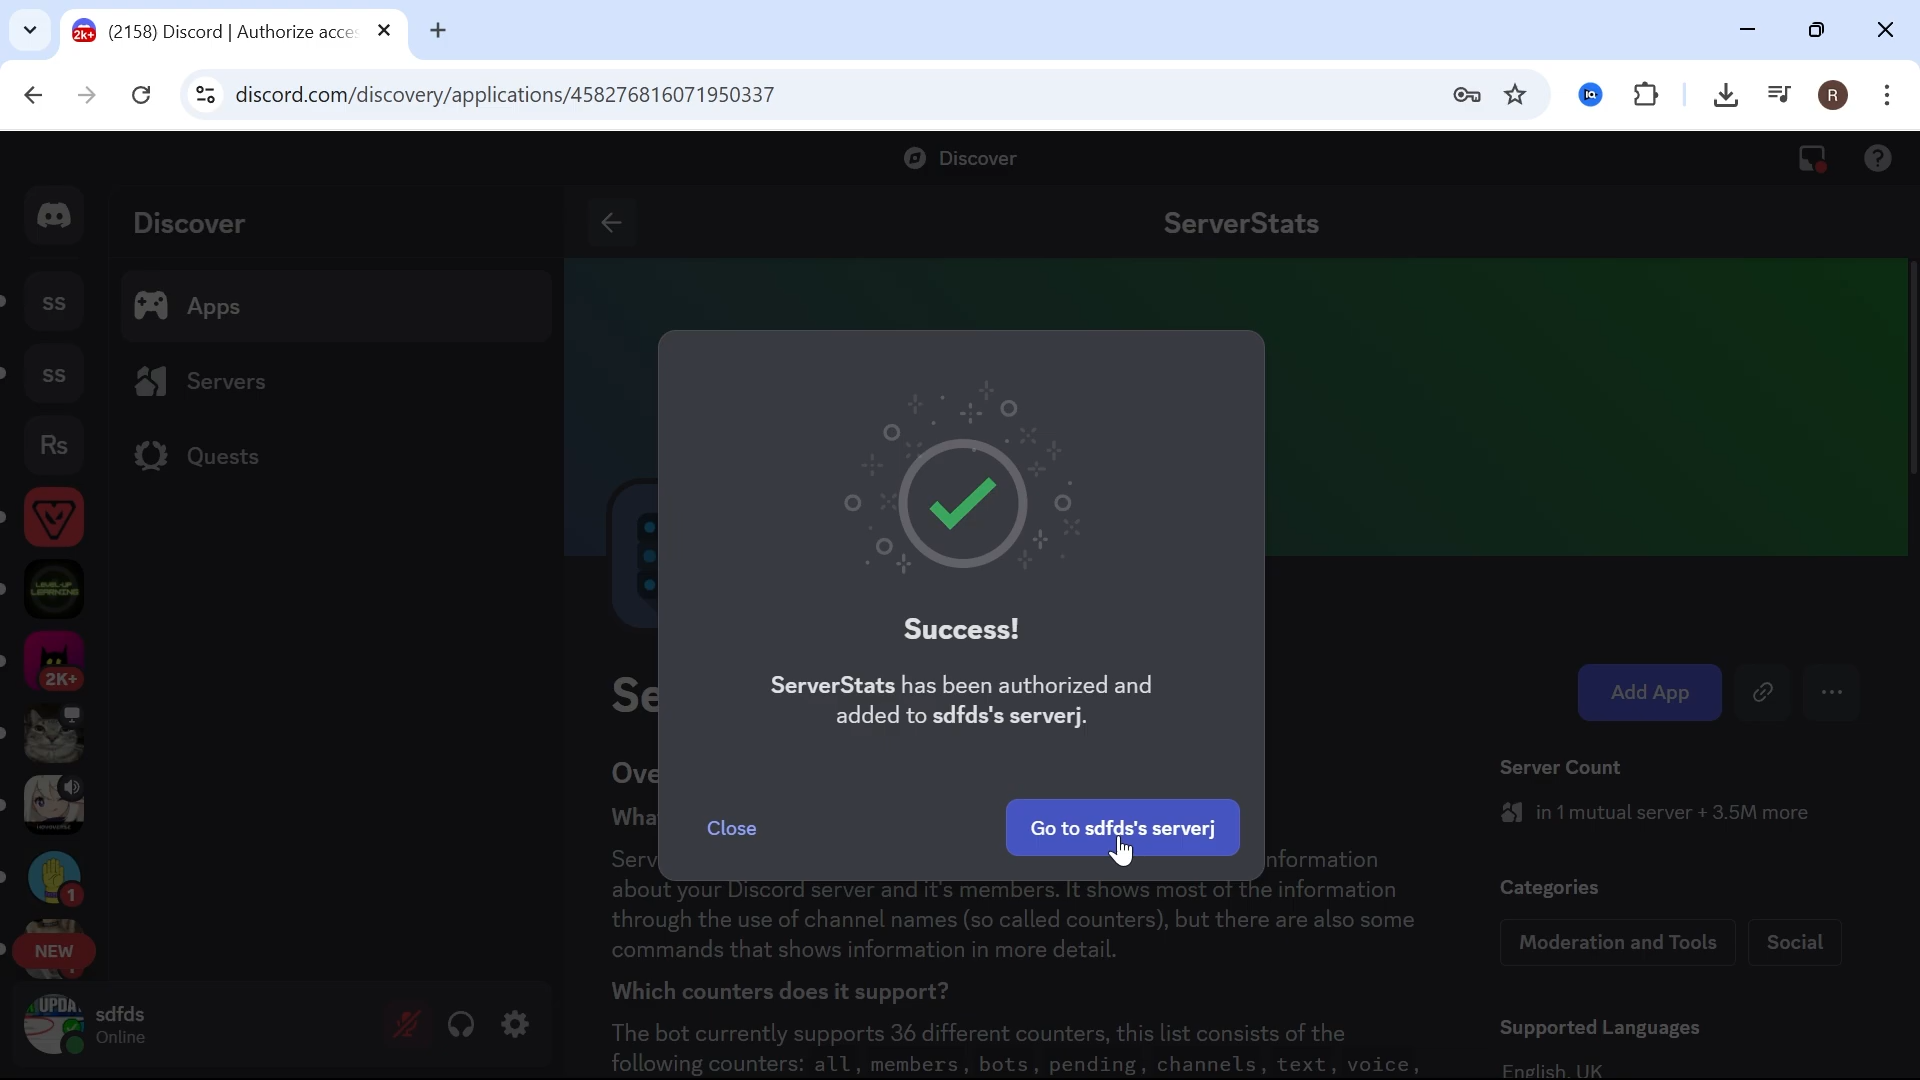 (2158) Discord | Authorize acce
discord.com/discovery/applications/458276816071950337
R
Discover
Discover
ServerStats
ss
Apps
ss
Servers
Rs
Quests
LEVEL-UP
LEARNING
2K+
1
NEW
sdfds
Online
Success!
ServerStats has been authorized and
added to sdfds's serverj.
Close
Go to sdfds's serverj
Se
Add App
Ove
Wha
Serv
nformation
about your Discord server and it's members. It shows most of the information
through the use of channel names (so called counters), but there are also some
commands that shows information in more detail.
Which counters does it support?
The bot currently supports 36 different counters, this list consists of the
following counters: all, members, bots, pending, channels, text, voice,
Server Count
in 1 mutual server + 3.5M more
Categories
Moderation and Tools
Social
Supported Languages
English, UK